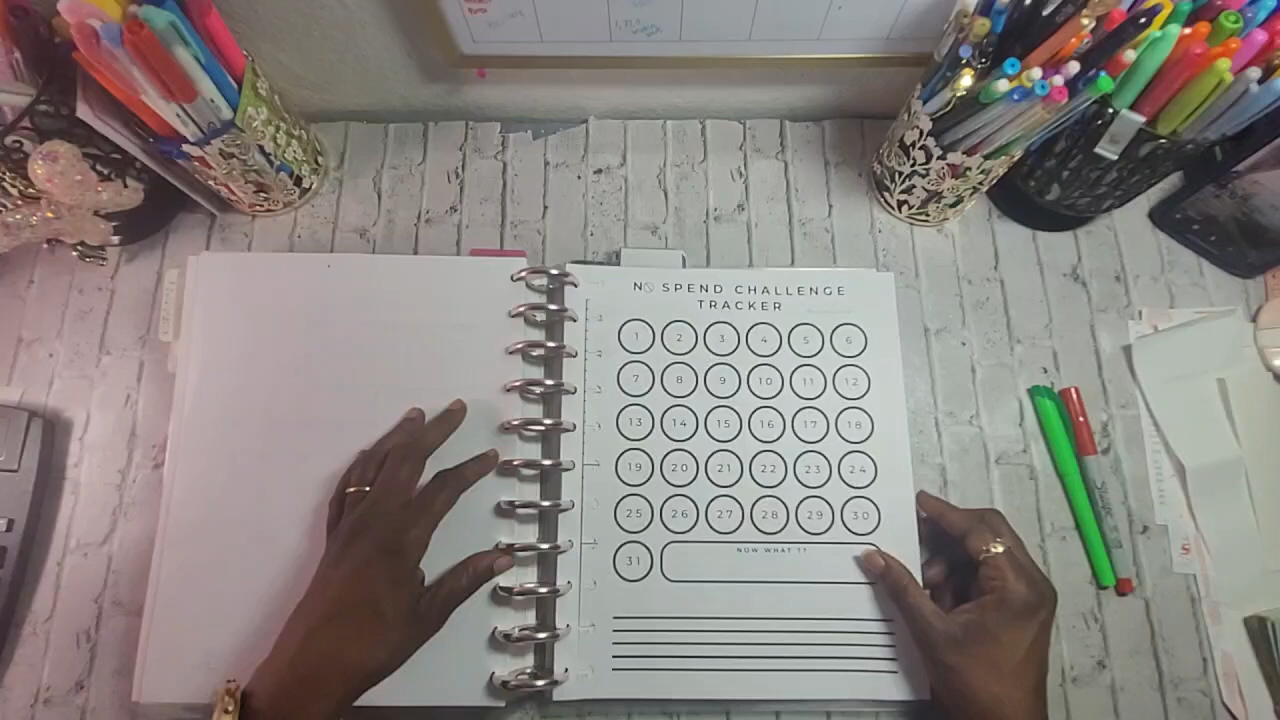 NO SPEND CHALLENGE
TRACKER
1 2 3 4 5 6
7 8 9 10 11 12
13 14 15 16 17 18
19 20 21 22 23 24
25 26 27 28 29 30
31
NOW WHAT ??
Sharpie